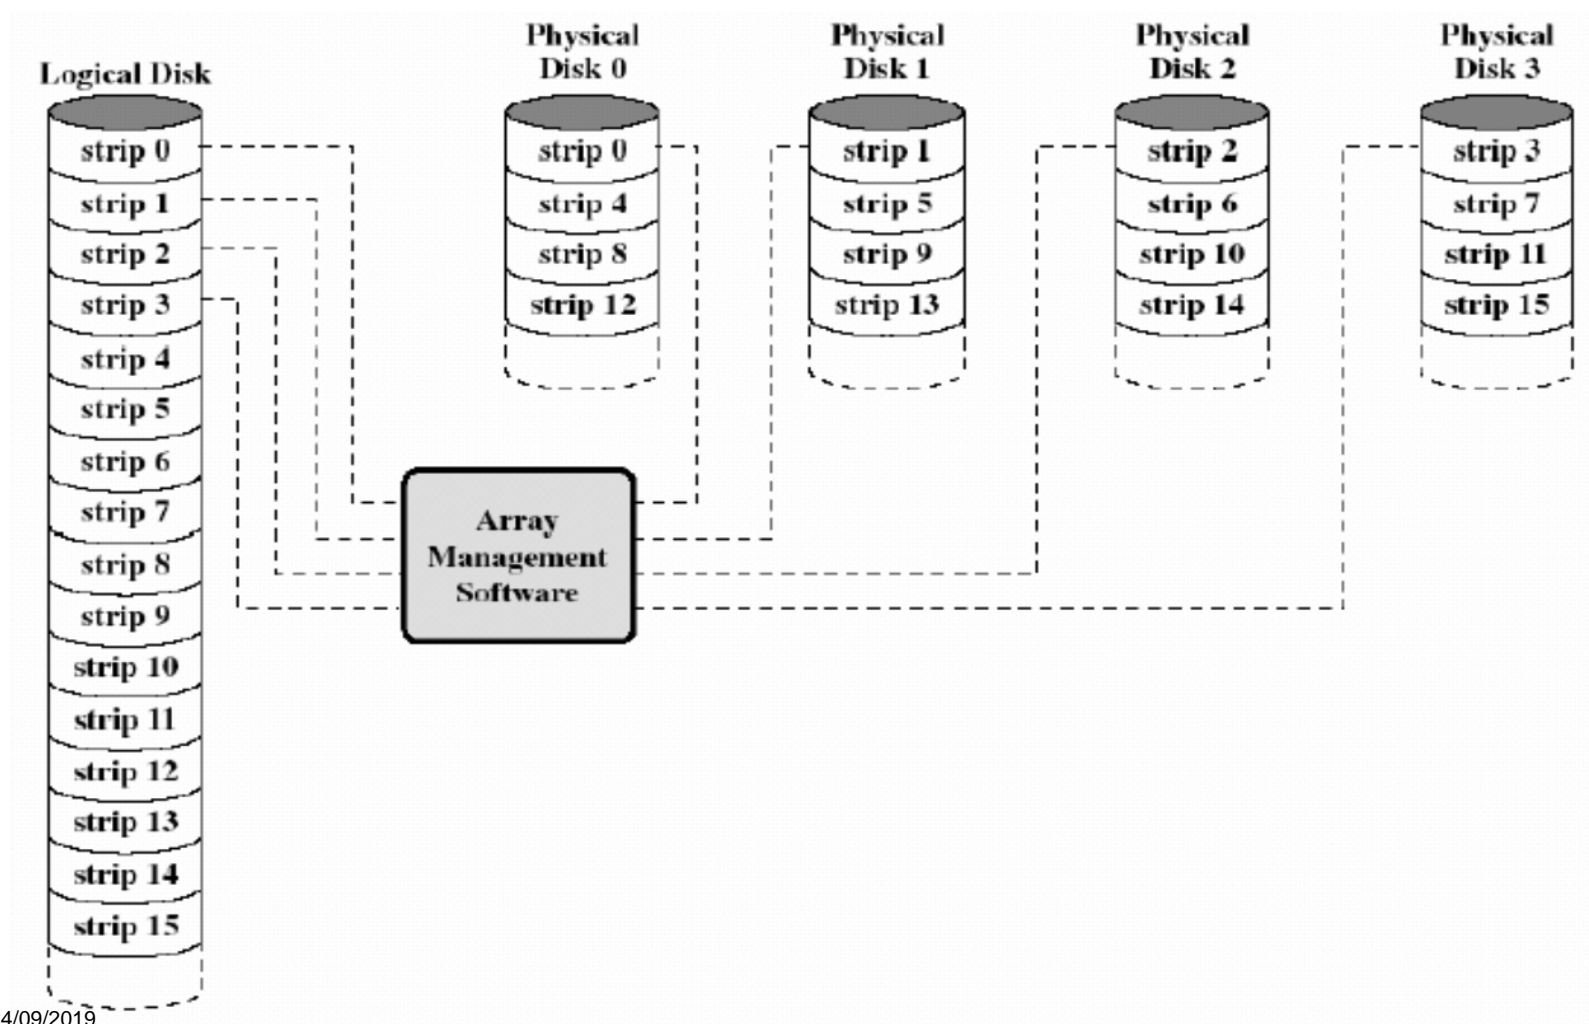 Logical Disk
strip 0
strip 1
strip 2
strip 3
strip 4
strip 5
strip 6
strip 7
strip 8
strip 9
strip 10
strip 11
strip 12
strip 13
strip 14
strip 15
Physical
Disk 0
strip 0
strip 4
strip 8
strip 12
Physical
Disk 1
strip 1
strip 5
strip 9
strip 13
Physical
Disk 2
strip 2
strip 6
strip 10
strip 14
Physical
Disk 3
strip 3
strip 7
strip 11
strip 15
Array
Management
Software
4/09/2019